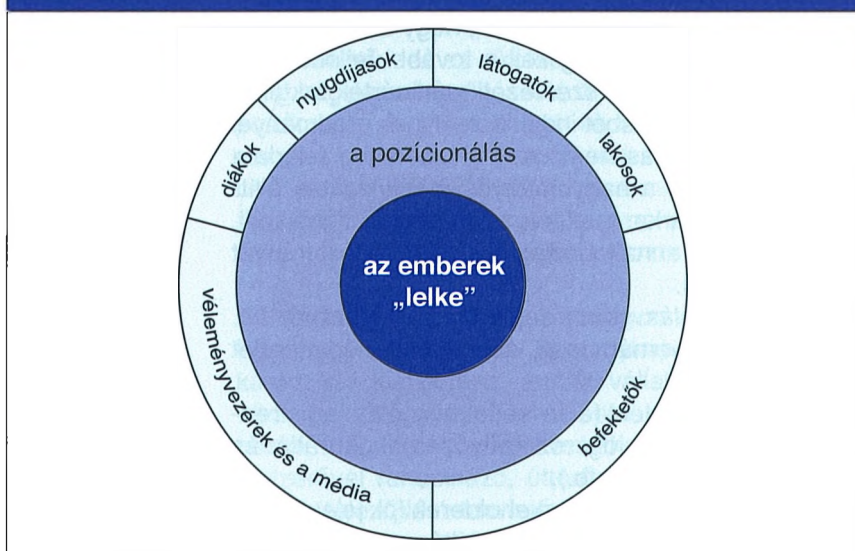 nyugdíjasok
látogatók
diákok
lakosok
a pozícionálás
az emberek
„lelke”
véleményvezérek és a média
befektetők